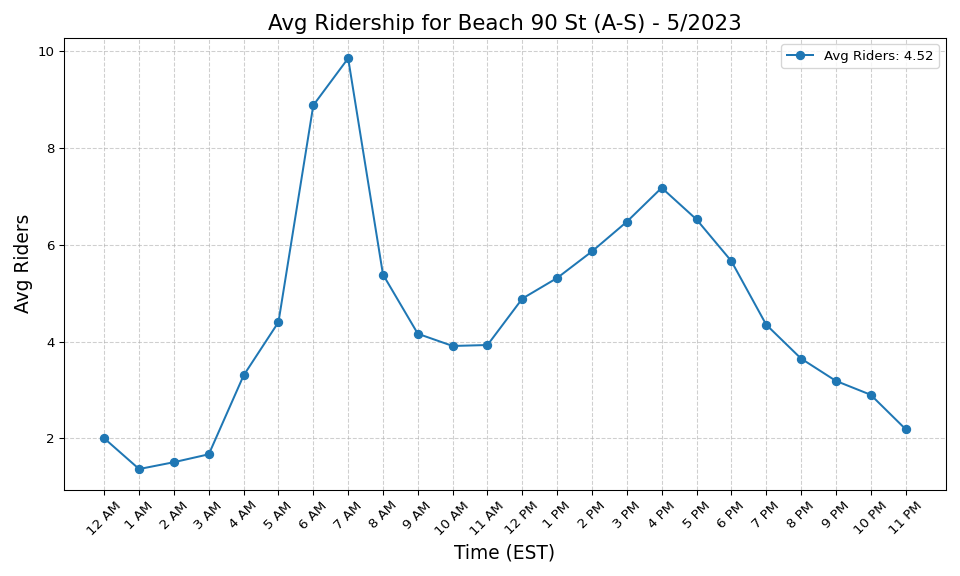 Avg Ridership for Beach 90 St (A-S) - 5/2023
Avg Riders: 4.52
Avg Riders
10
8
6
4
2
12 AM
1 AM
2 AM
3 AM
4 AM
5 AM
6 AM
7 AM
8 AM
9 AM
10 AM
11 AM
12 PM
1 PM
2 PM
3 PM
4 PM
5 PM
6 PM
7 PM
8 PM
9 PM
10 PM
11 PM
Time (EST)